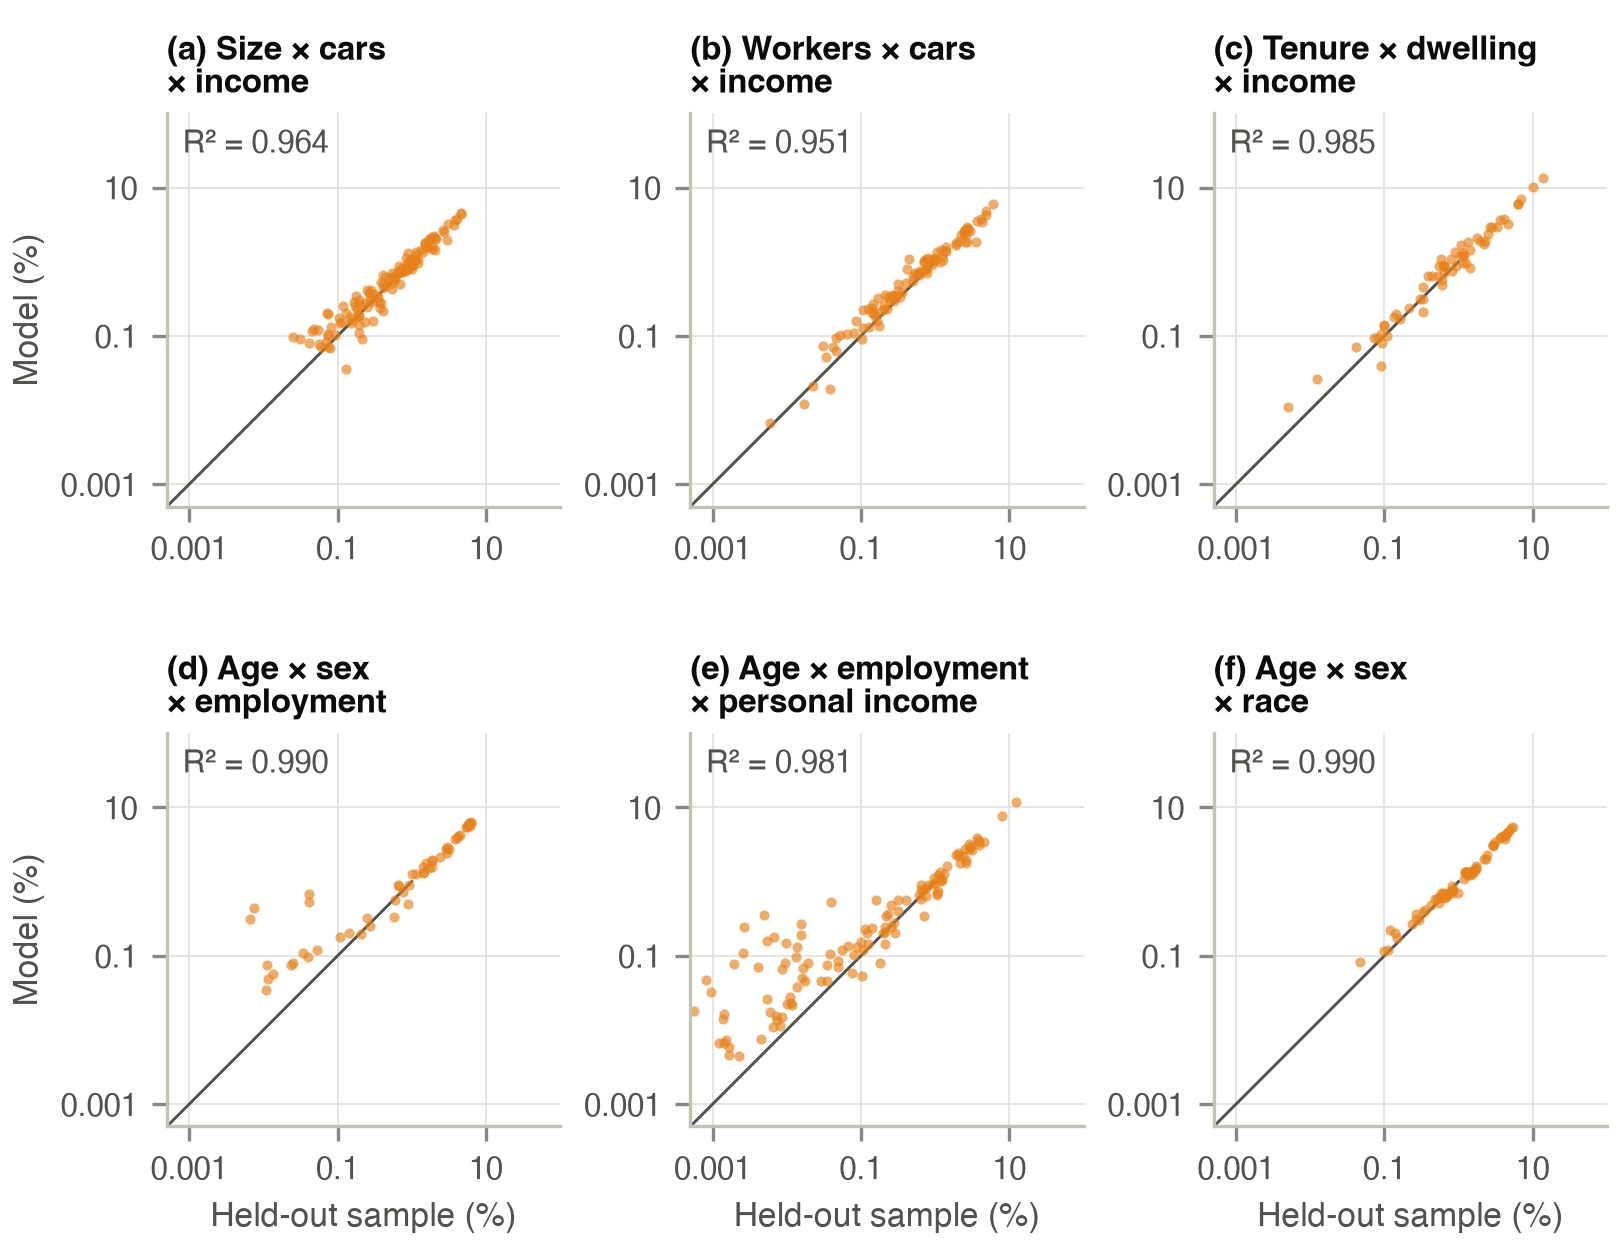 (a) Size × cars
× income
(b) Workers × cars
× income
(c) Tenure × dwelling
× income
R² = 0.964
R² = 0.951
R² = 0.985
Model (%)
10
0.1
0.001
10
0.1
0.001
10
0.1
0.001
0.001 0.1 10
0.001 0.1 10
0.001 0.1 10
(d) Age × sex
× employment
(e) Age × employment
× personal income
(f) Age × sex
× race
R² = 0.990
R² = 0.981
R² = 0.990
Model (%)
10
0.1
0.001
10
0.1
0.001
10
0.1
0.001
0.001 0.1 10
0.001 0.1 10
0.001 0.1 10
Held-out sample (%)
Held-out sample (%)
Held-out sample (%)